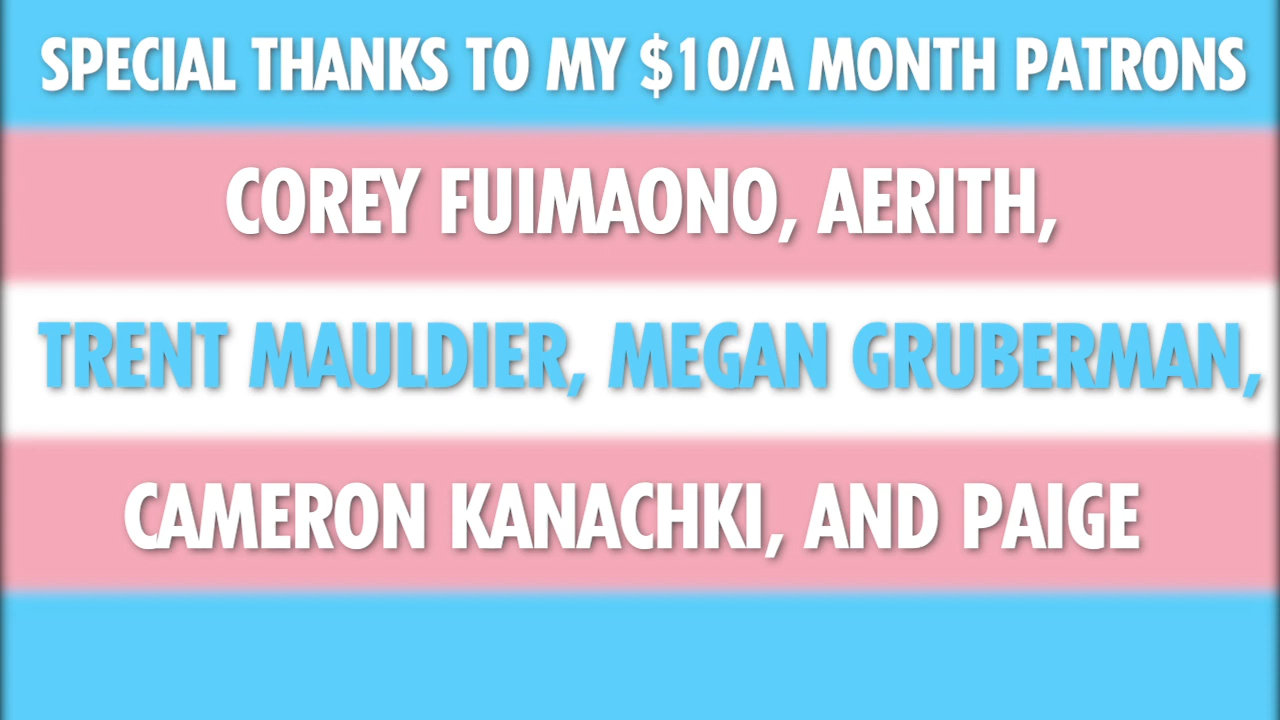 SPECIAL THANKS TO MY $10/A MONTH PATRONS
COREY FUIMAONO, AERITH,
TRENT MAULDIER, MEGAN GRUBERMAN,
CAMERON KANACHKI, AND PAIGE